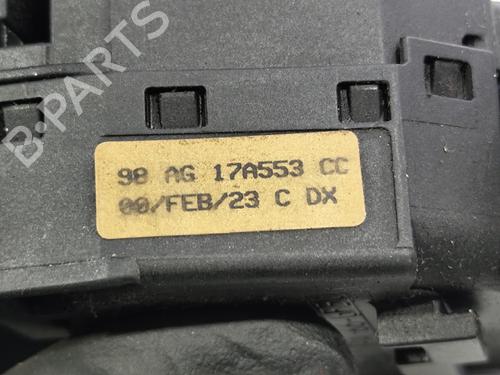 B-PARTS
98 AG 17A553 CC
00/FEB/23 C DX